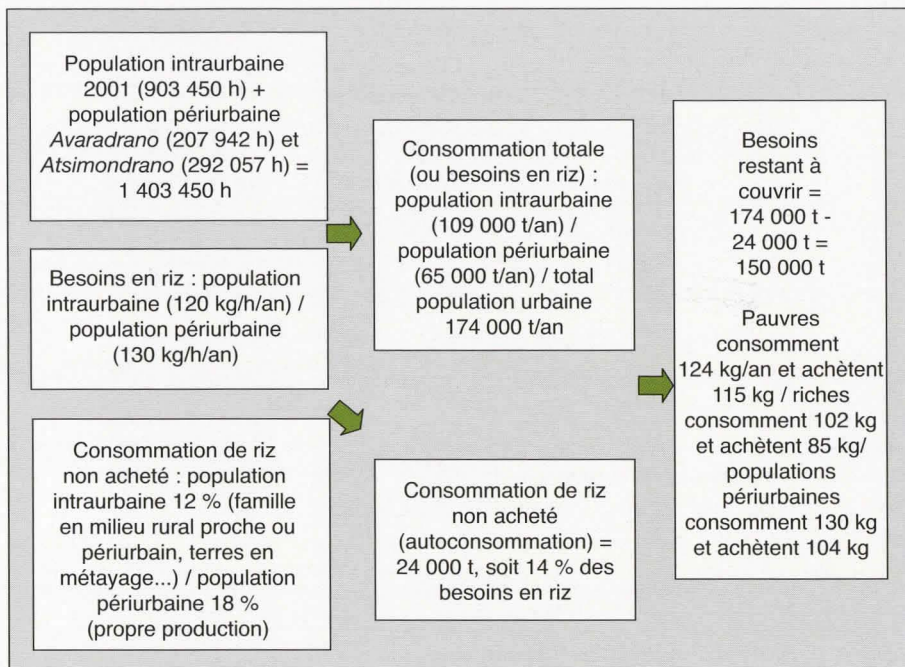 Population intraurbaine
2001 (903 450 h) +
population périurbaine
Avaradrano (207 942 h) et
Atsimondrano (292 057 h) =
1 403 450 h
Besoins en riz : population
intraurbaine (120 kg/h/an) /
population périurbaine
(130 kg/h/an)
Consommation de riz
non acheté : population
intraurbaine 12 % (famille
en milieu rural proche ou
périurbain, terres en
métayage...) / population
périurbaine 18 %
(propre production)
Consommation totale
(ou besoins en riz) :
population intraurbaine
(109 000 t/an) /
population périurbaine
(65 000 t/an) / total
population urbaine
174 000 t/an
Consommation de riz
non acheté
(autoconsommation) =
24 000 t, soit 14 % des
besoins en riz
Besoins
restant à
couvrir =
174 000 t -
24 000 t =
150 000 t
Pauvres
consomment
124 kg/an et achètent
115 kg / riches
consomment 102 kg
et achètent 85 kg/
populations
périurbaines
consomment 130 kg
et achètent 104 kg